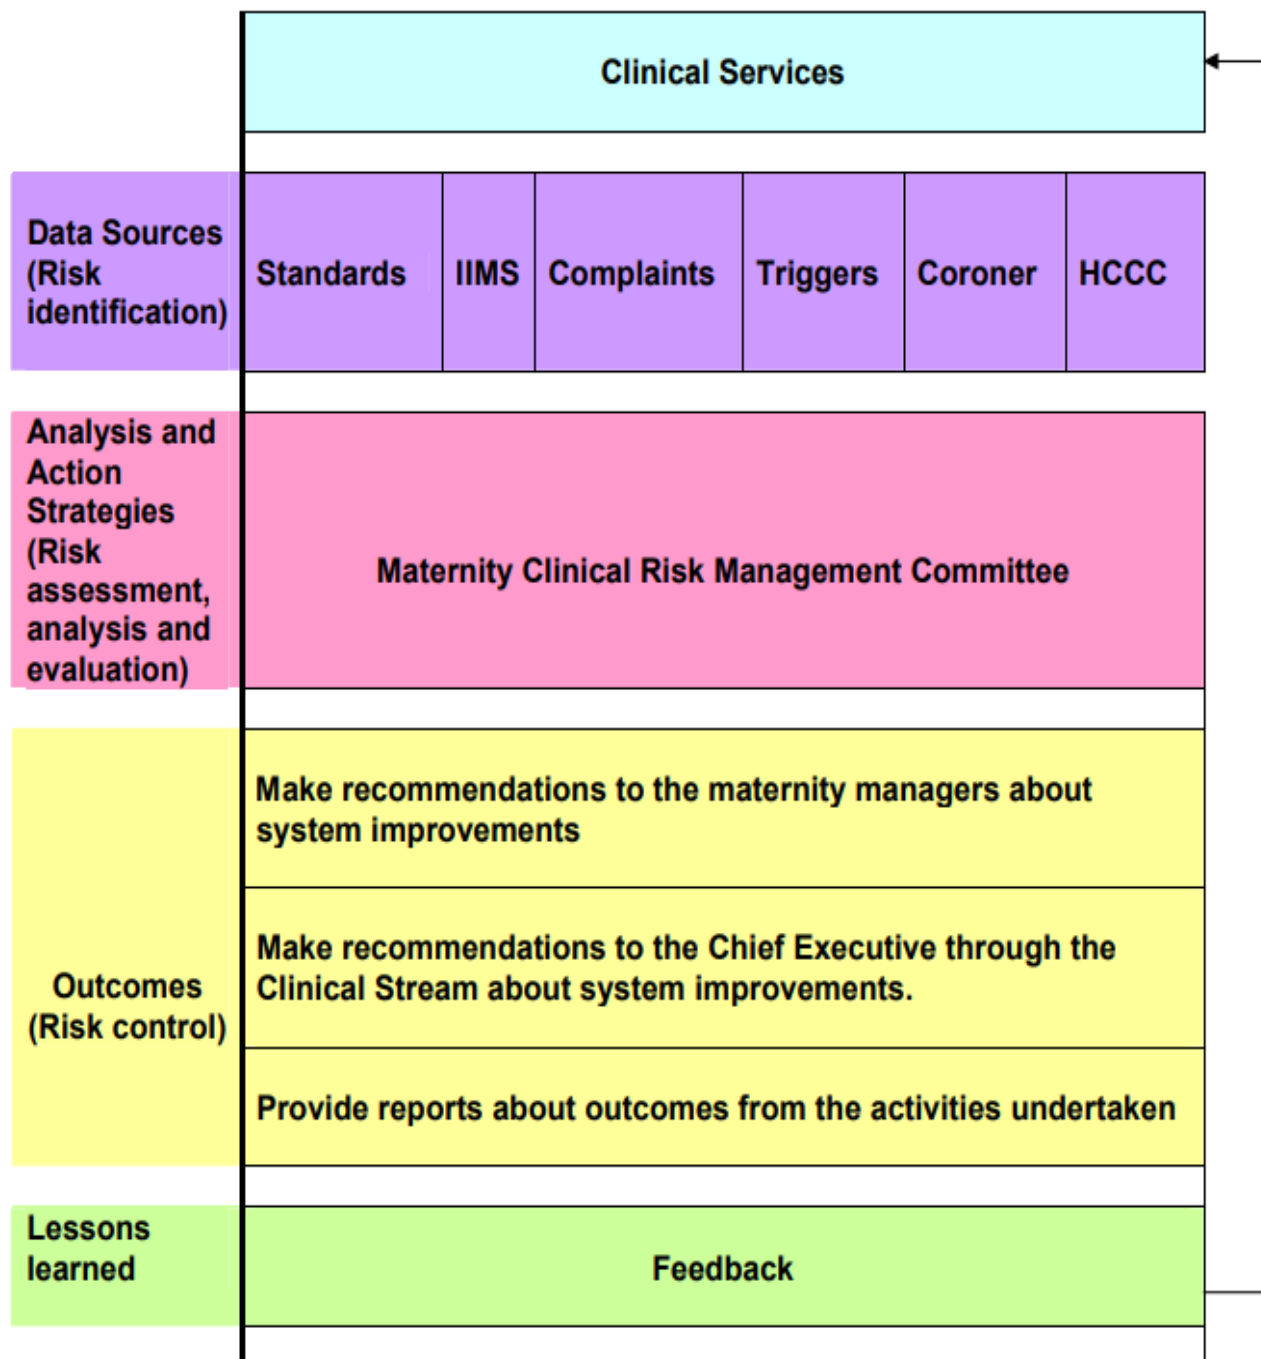 Clinical Services
Data Sources
(Risk
identification)
Standards
IIMS
Complaints
Triggers
Coroner
HCCC
Analysis and
Action
Strategies
(Risk
assessment,
analysis and
evaluation)
Maternity Clinical Risk Management Committee
Outcomes
(Risk control)
Make recommendations to the maternity managers about
system improvements
Make recommendations to the Chief Executive through the
Clinical Stream about system improvements.
Provide reports about outcomes from the activities undertaken
Lessons
learned
Feedback